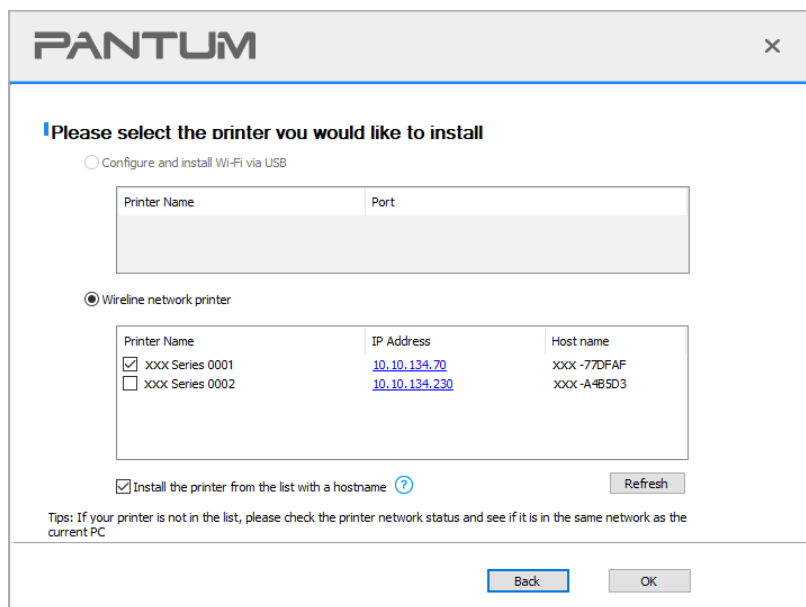 PANTUM
Please select the printer you would like to install
Configure and install Wi-Fi via USB
Printer Name Port
Wireline network printer
Printer Name IP Address Host name
XXX Series 0001 10.10.134.70 XXX -77DFAF
XXX Series 0002 10.10.134.230 XXX -A4B5D3
Install the printer from the list with a hostname ?
Refresh
Tips: If your printer is not in the list, please check the printer network status and see if it is in the same network as the
current PC
Back OK